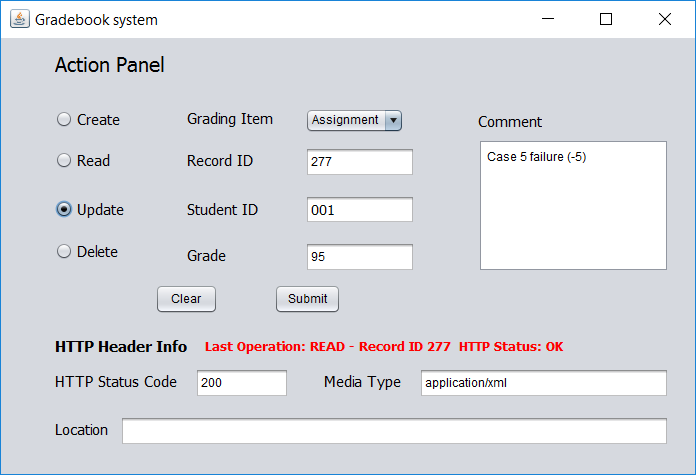 Gradebook system
Action Panel
Create
Grading Item
Assignment
Comment
Read
Record ID
277
Case 5 failure (-5)
Update
Student ID
001
Delete
Grade
95
Clear
Submit
HTTP Header Info
Last Operation: READ - Record ID 277 HTTP Status: OK
HTTP Status Code
200
Media Type
application/xml
Location